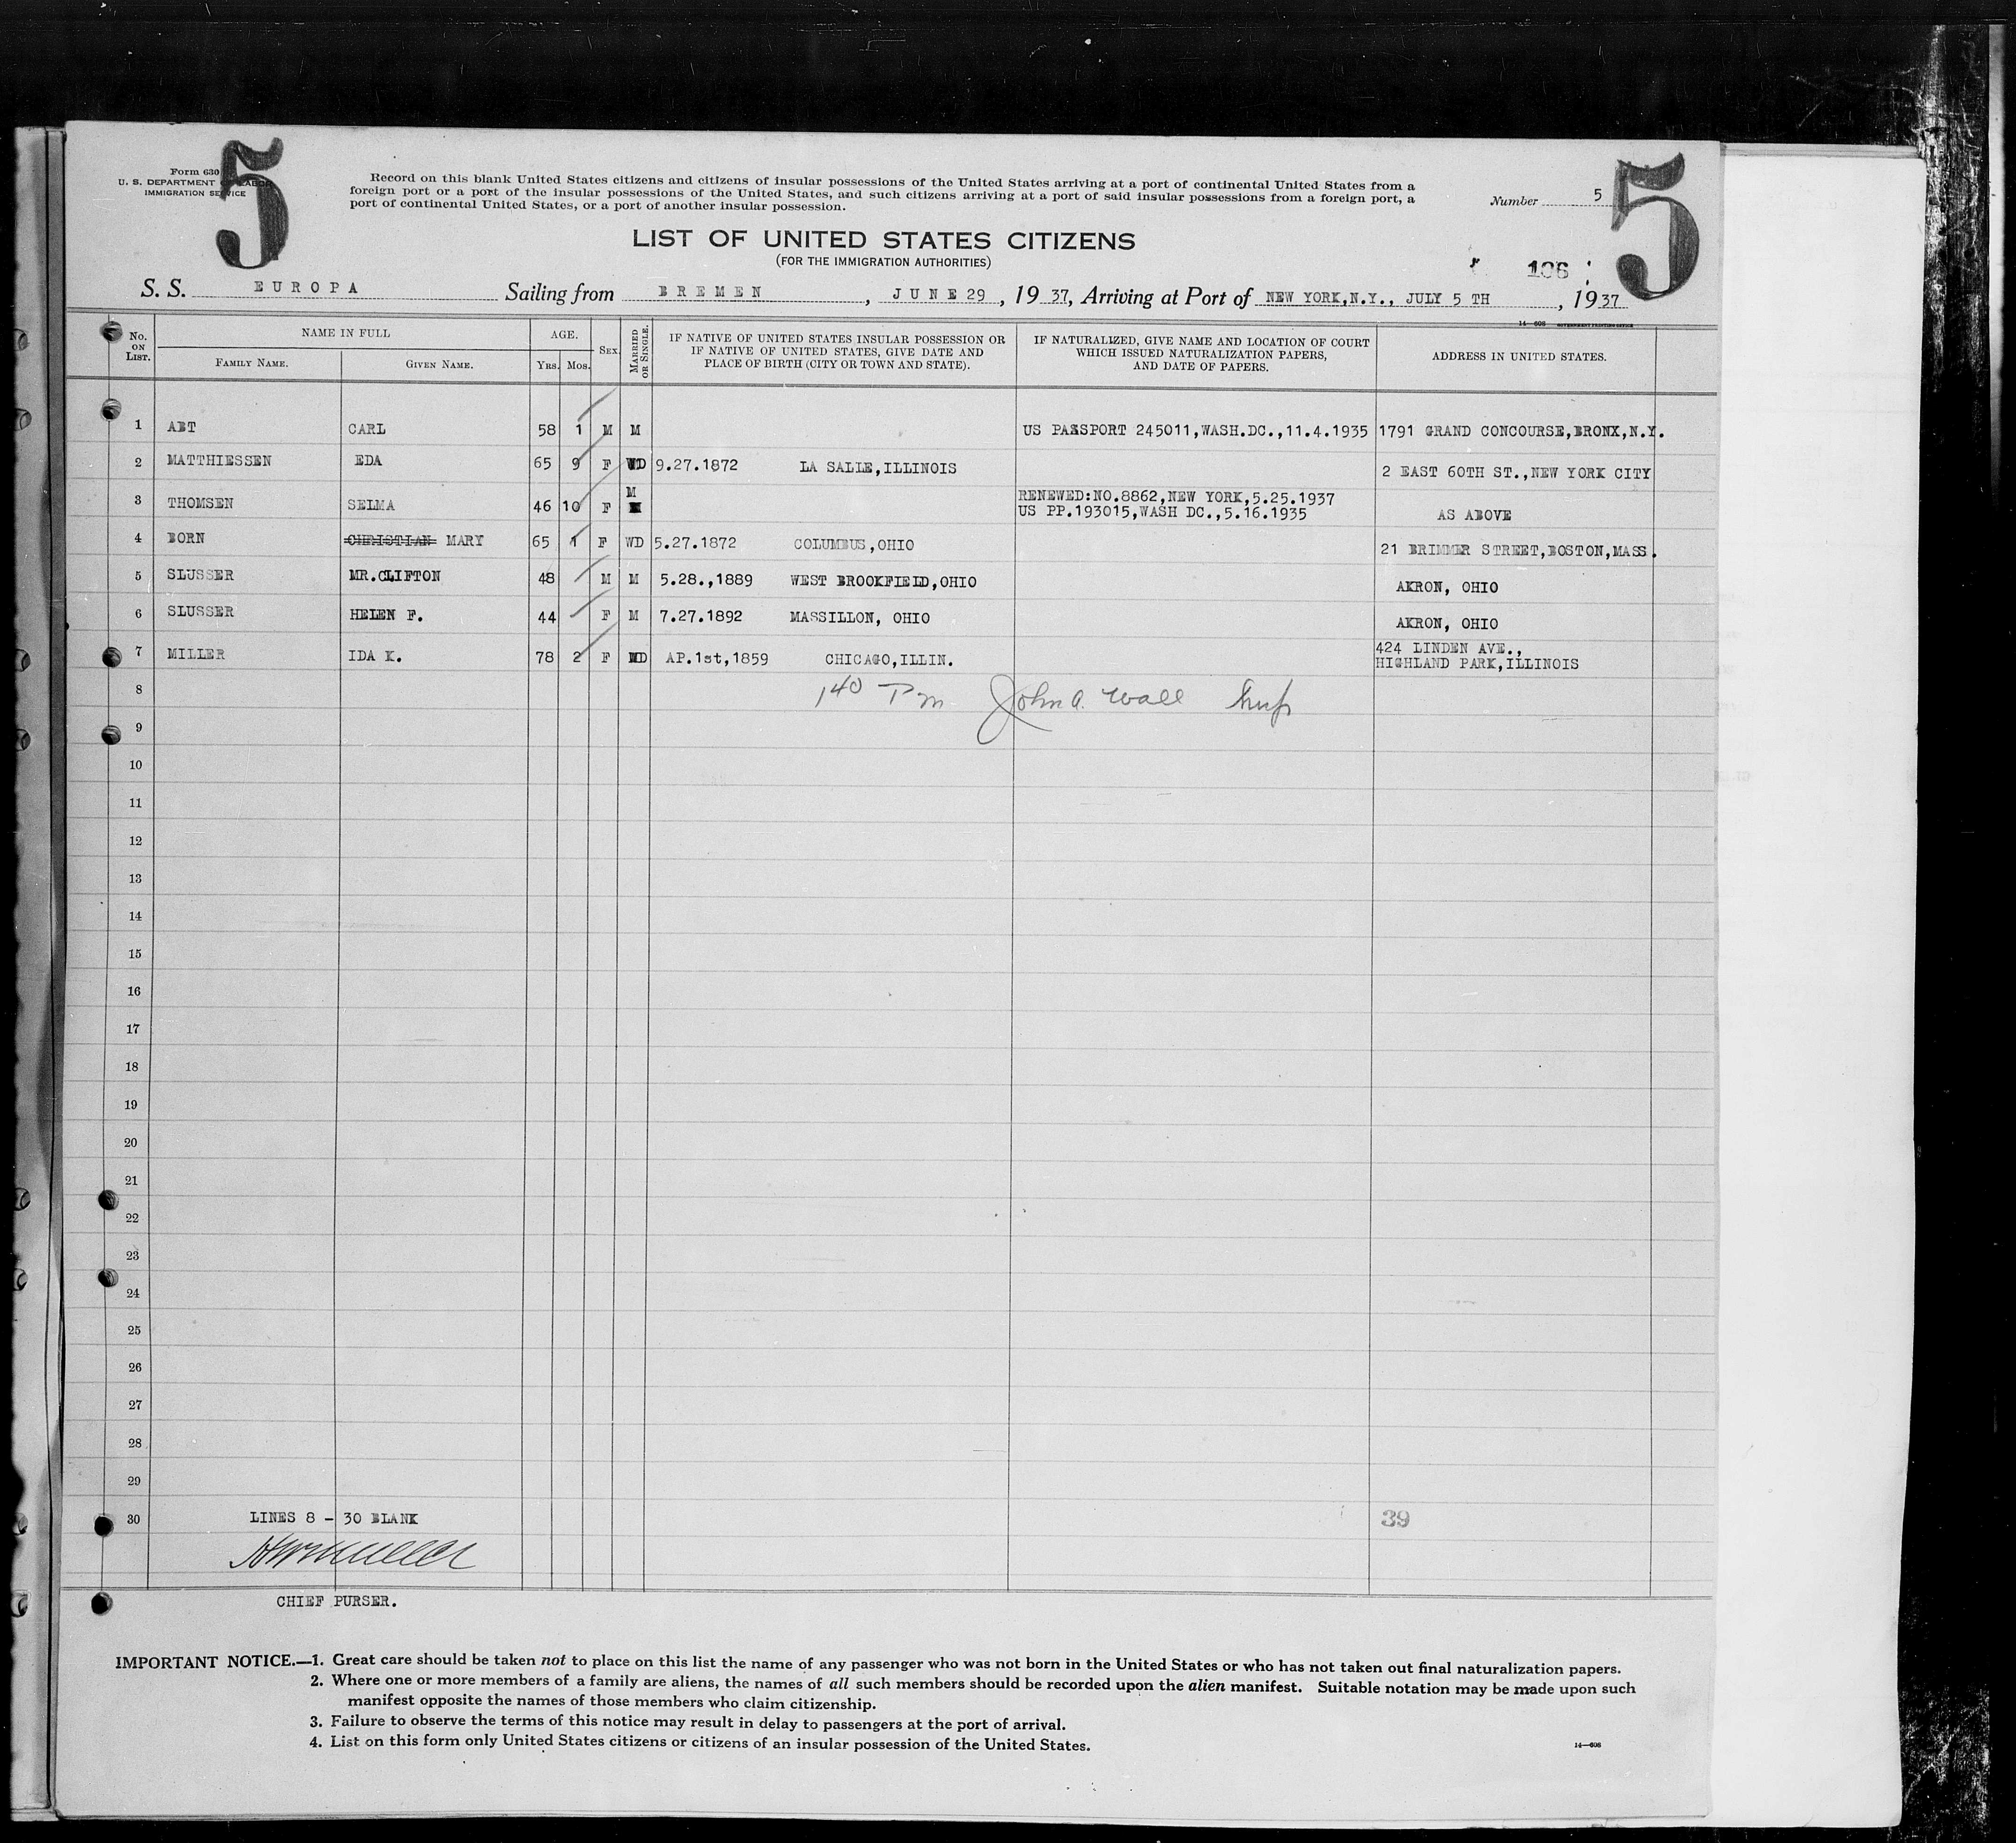 5
5
Form 630
U. S. DEPARTMENT OF LABOR
IMMIGRATION SERVICE
Record on this blank United States citizens and citizens of insular possessions of the United States arriving at a port of continental United States from a
foreign port or a port of the insular possessions of the United States, and such citizens arriving at a port of said insular possessions from a foreign port, a
port of continental United States, or a port of another insular possession.
Number 5
LIST OF UNITED STATES CITIZENS
(FOR THE IMMIGRATION AUTHORITIES)
106
S. S. EUROPA Sailing from BREMEN, JUNE 29, 1937, Arriving at Port of NEW YORK,N.Y., JULY 5 TH, 1937
14—608 GOVERNMENT PRINTING OFFICE
No. ON LIST. NAME IN FULL FAMILY NAME. GIVEN NAME. AGE. YRS. MOS. SEX MARRIED OR SINGLE. IF NATIVE OF UNITED STATES INSULAR POSSESSION OR IF NATIVE OF UNITED STATES, GIVE DATE AND PLACE OF BIRTH (CITY OR TOWN AND STATE). IF NATURALIZED, GIVE NAME AND LOCATION OF COURT WHICH ISSUED NATURALIZATION PAPERS, AND DATE OF PAPERS. ADDRESS IN UNITED STATES.
1 ABT CARL 58 1 M M US PASSPORT 245011,WASH.DC.,11.4.1935 1791 GRAND CONCOURSE,BRONX,N.Y.
2 MATTHIESSEN EDA 65 9 F WD 9.27.1872 LA SALLE,ILLINOIS 2 EAST 60TH ST.,NEW YORK CITY
3 THOMSEN SELMA 46 10 F M RENEWED:NO.8862,NEW YORK,5.25.1937 US PP.193015,WASH DC.,5.16.1935 AS ABOVE
4 BORN CHRISTIAN MARY 65 1 F WD 5.27.1872 COLUMBUS,OHIO 21 BRIMMER STREET,BOSTON,MASS.
5 SLUSSER MR.CLIFTON 48 M M 5.28.,1889 WEST BROOKFIELD,OHIO AKRON, OHIO
6 SLUSSER HELEN F. 44 F M 7.27.1892 MASSILLON, OHIO AKRON, OHIO
7 MILLER IDA K. 78 2 F WD AP.1st,1859 CHICAGO,ILLIN. 424 LINDEN AVE., HIGHLAND PARK,ILLINOIS
8 1 40 Pm John A. Wall
9
10
11
12
13
14
15
16
17
18
19
20
21
22
23
24
25
26
27
28
29
30 LINES 8 - 30 BLANK 39
CHIEF PURSER.
IMPORTANT NOTICE.—1. Great care should be taken not to place on this list the name of any passenger who was not born in the United States or who has not taken out final naturalization papers.
2. Where one or more members of a family are aliens, the names of all such members should be recorded upon the alien manifest. Suitable notation may be made upon such
manifest opposite the names of those members who claim citizenship.
3. Failure to observe the terms of this notice may result in delay to passengers at the port of arrival.
4. List on this form only United States citizens or citizens of an insular possession of the United States.
14—608